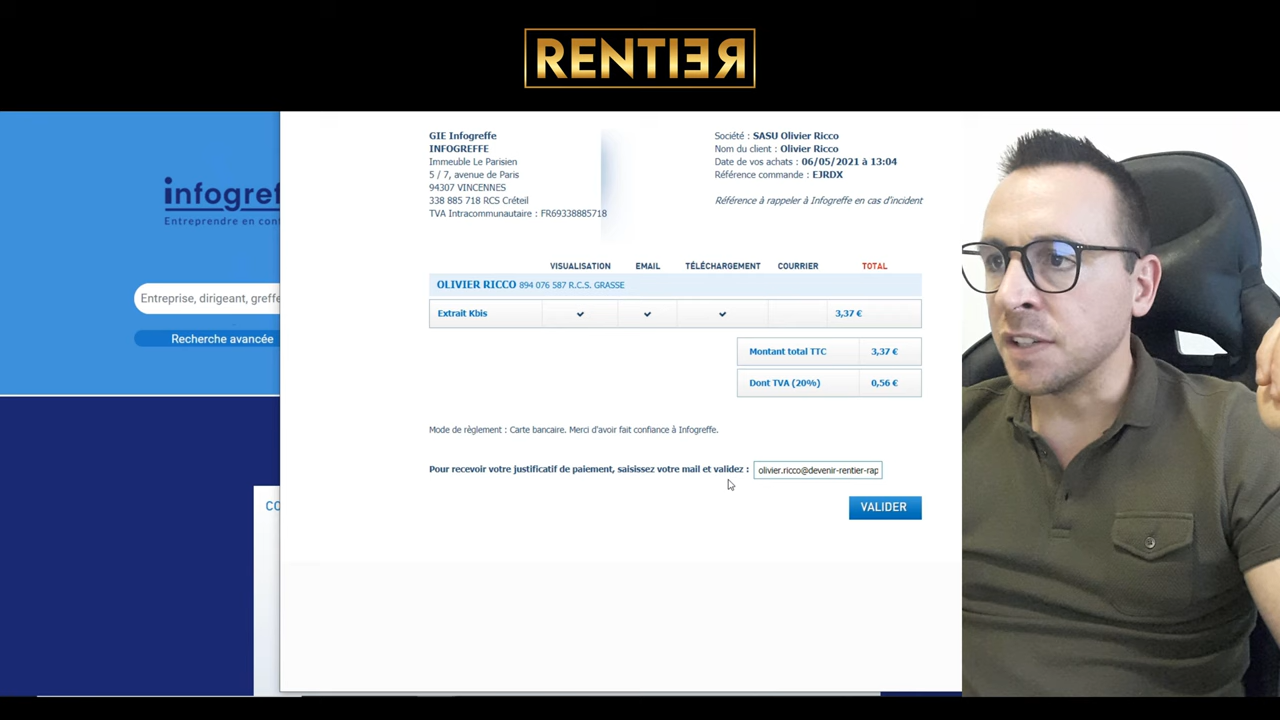 RENTIER
infogreffe
Entreprendre en con
Entreprise, dirigeant, greffe
Recherche avancée
CO
GIE Infogreffe
INFOGREFFE
Immeuble Le Parisien
5 / 7, avenue de Paris
94307 VINCENNES
338 885 718 RCS Créteil
TVA Intracommunautaire : FR69338885718
Société : SASU Olivier Ricco
Nom du client : Olivier Ricco
Date de vos achats : 06/05/2021 à 13:04
Référence commande : EJRDX
Référence à rappeler à Infogreffe en cas d'incident
VISUALISATION EMAIL TÉLÉCHARGEMENT COURRIER TOTAL
OLIVIER RICCO 894 076 587 R.C.S. GRASSE
Extrait Kbis 3,37 €
Montant total TTC 3,37 €
Dont TVA (20%) 0,56 €
Mode de règlement : Carte bancaire. Merci d'avoir fait confiance à Infogreffe.
Pour recevoir votre justificatif de paiement, saisissez votre mail et validez : olivier.ricco@devenir-rentier-rap
VALIDER